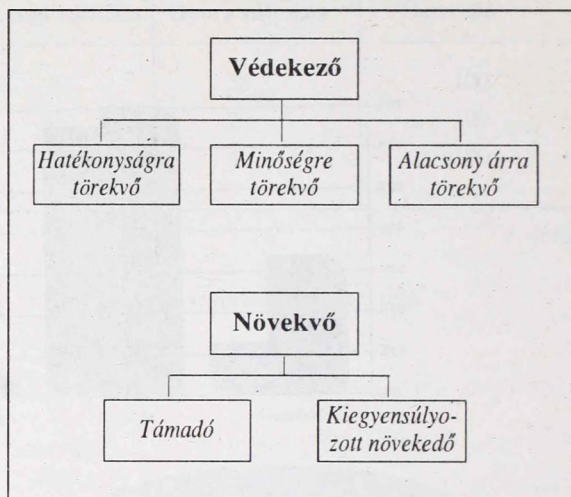 Védekező
Hatékonyságra
törekvő
Minőségre
törekvő
Alacsony árra
törekvő
Növekvő
Támadó
Kiegyensúlyo-
zott növekedő